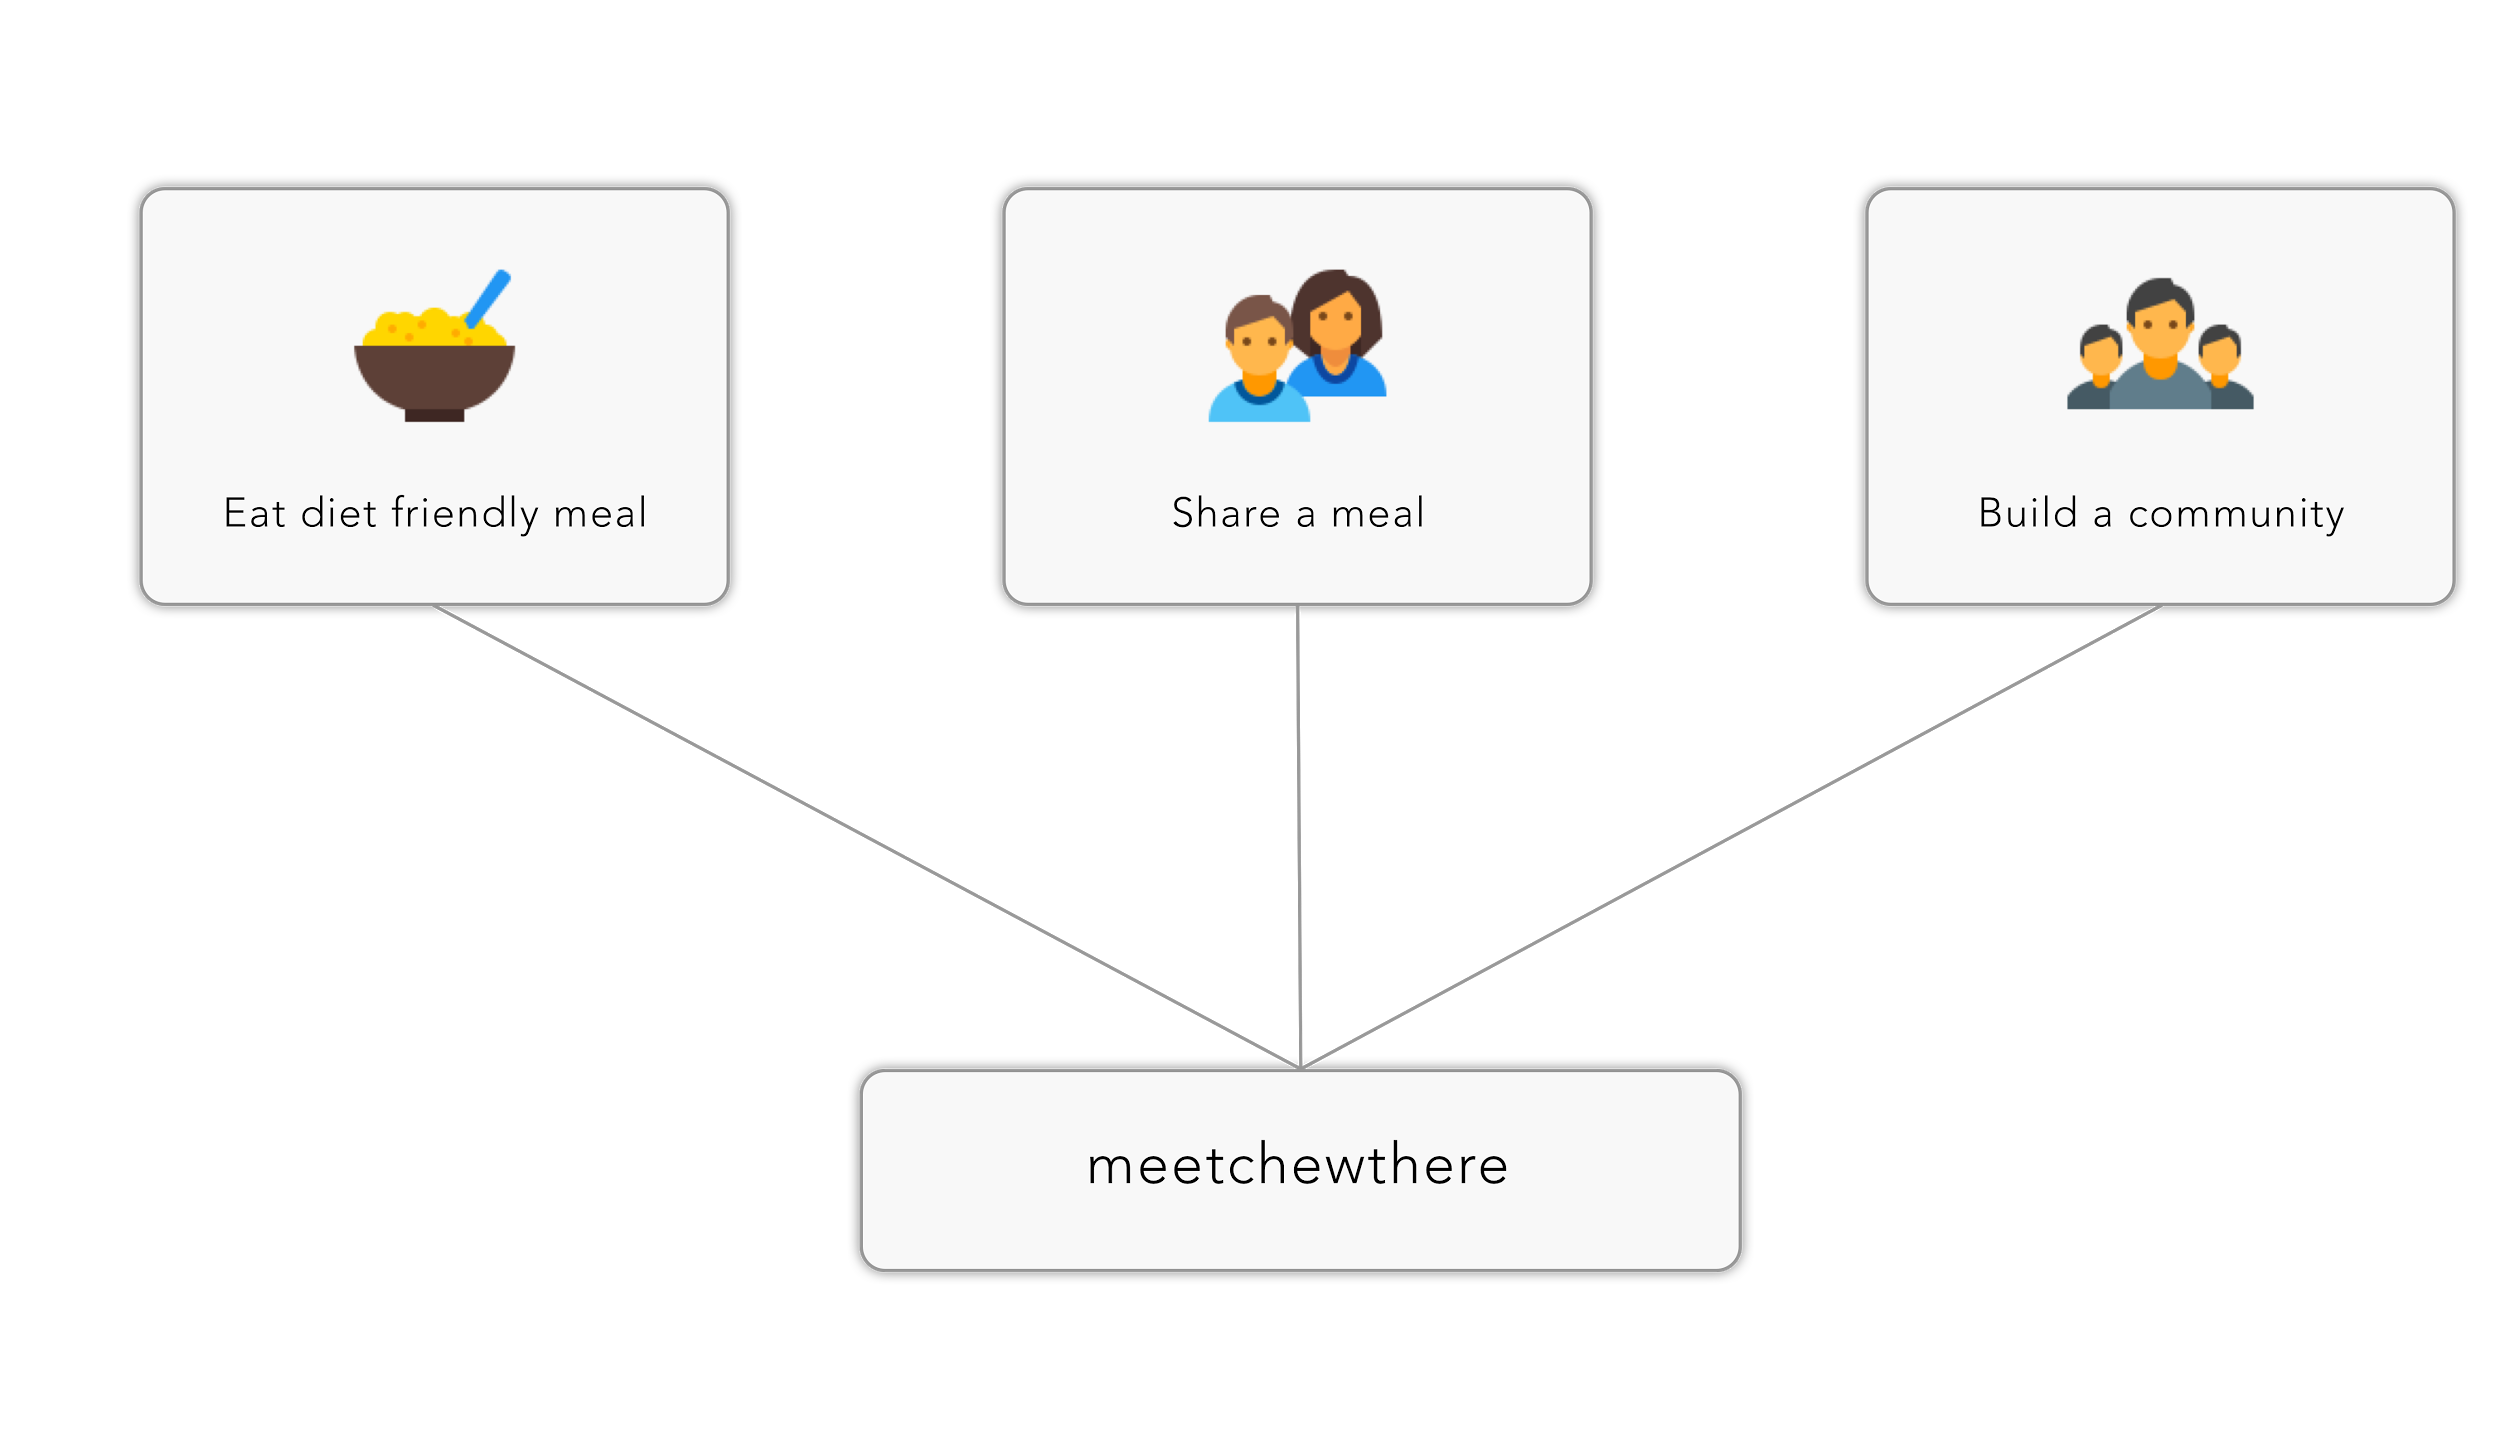 Eat diet friendly meal
Share a meal
Build a community
meetchewthere